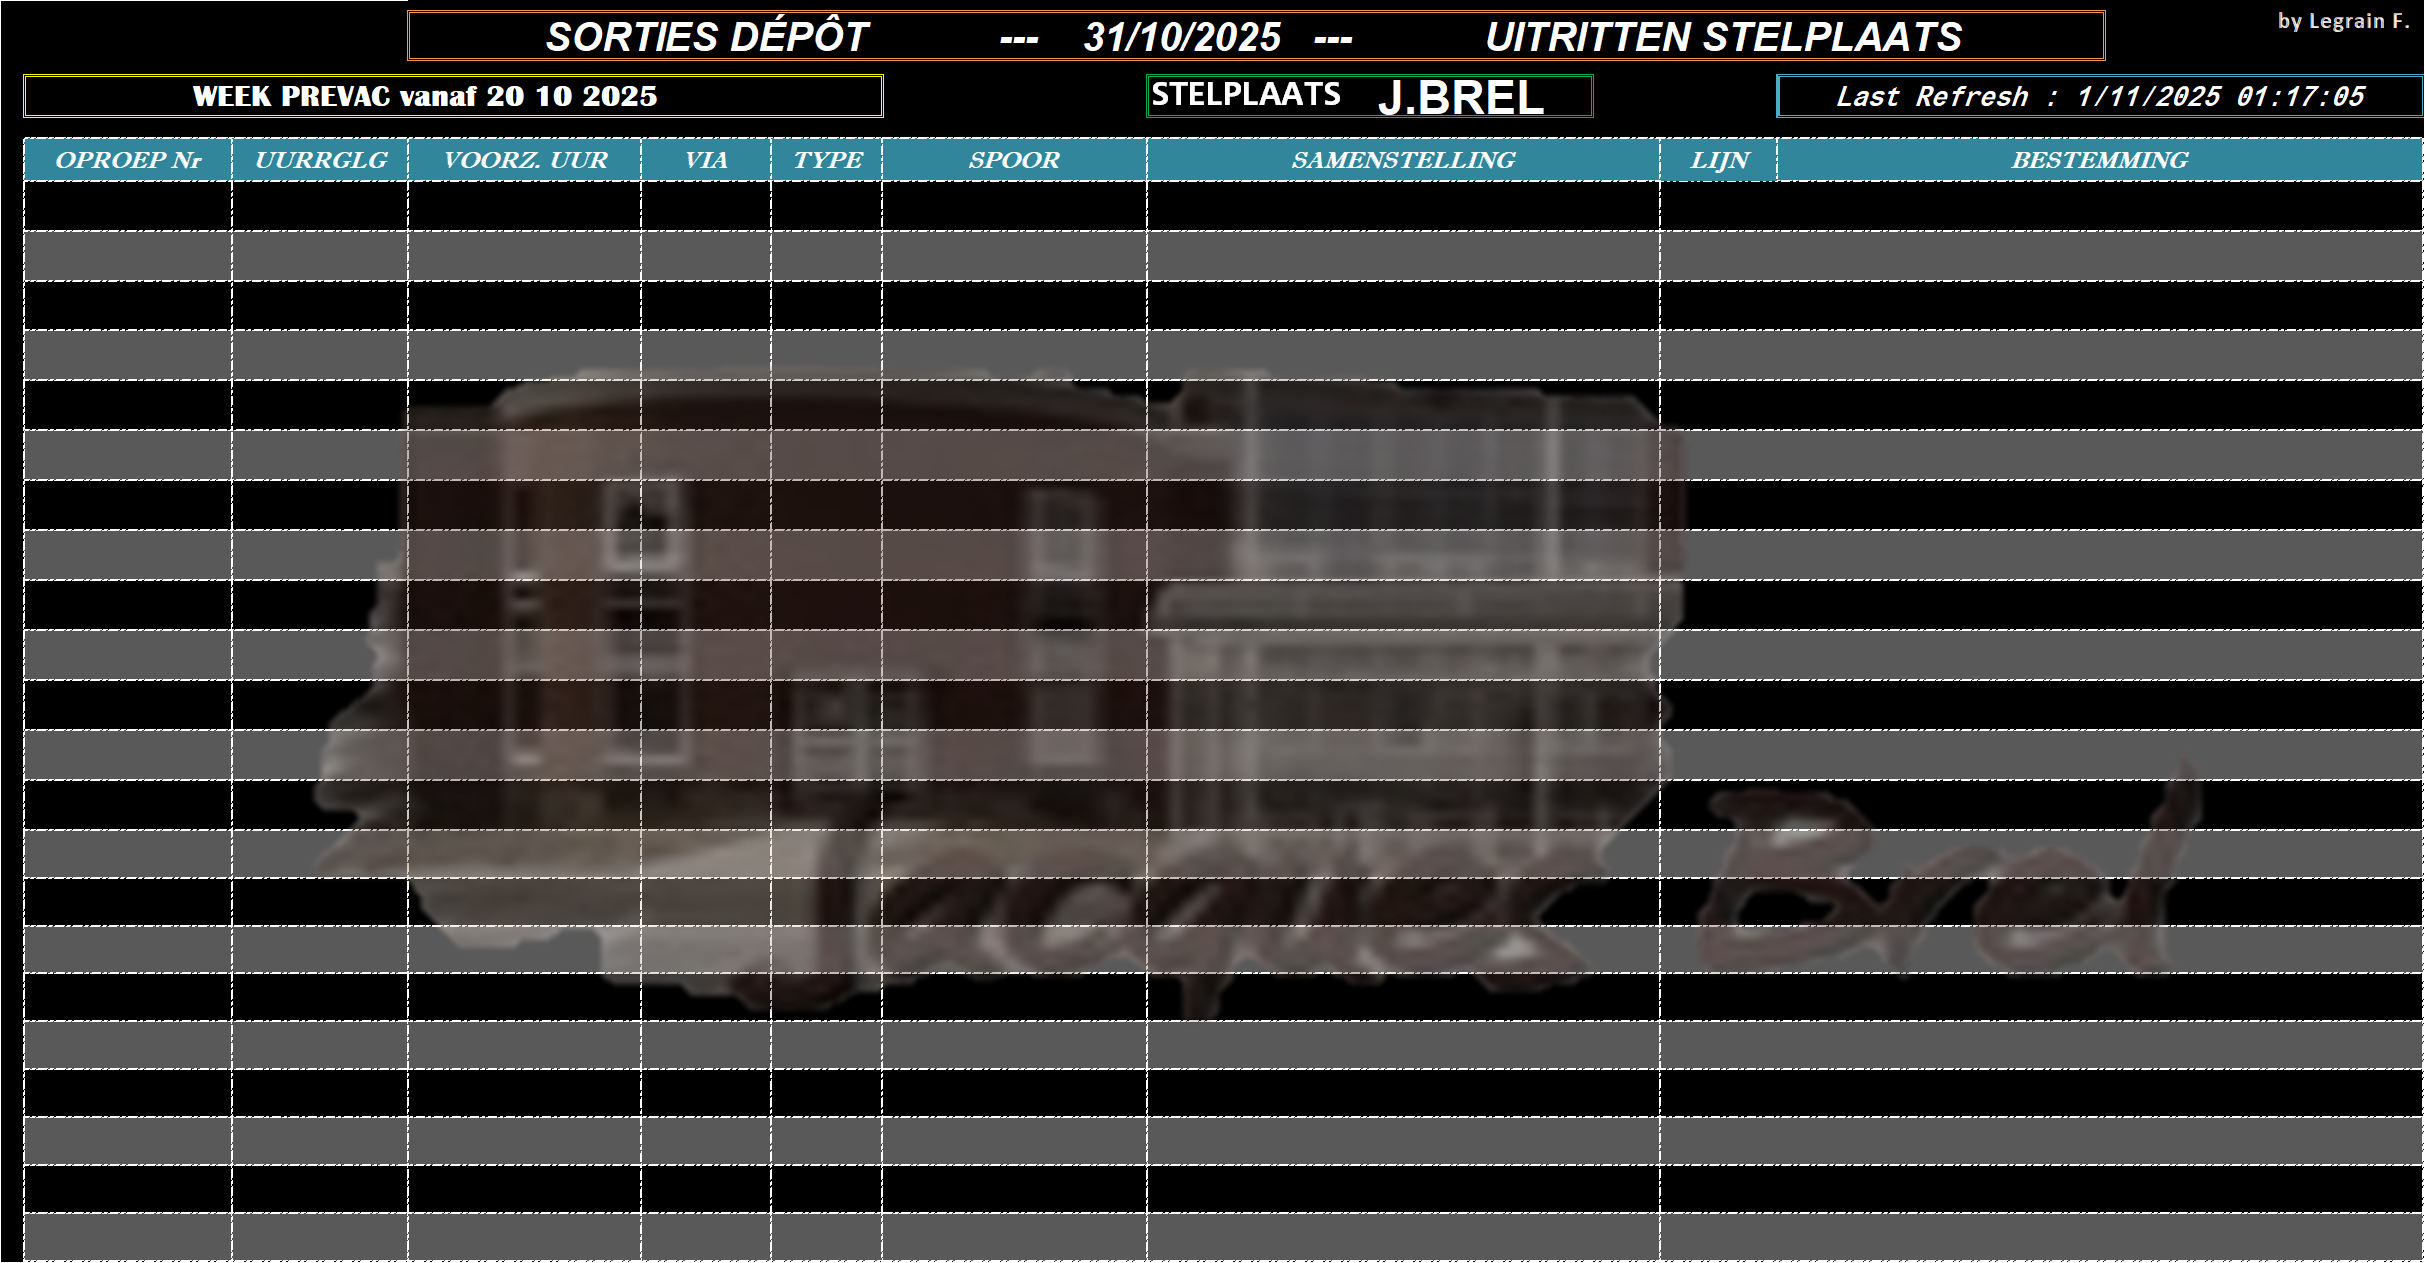 SORTIES DÉPÔT --- 31/10/2025 --- UITRITTEN STELPLAATS
by Legrain F.
WEEK PREVAC vanaf 20 10 2025
STELPLAATS J.BREL
Last Refresh : 1/11/2025 01:17:05
OPROEP Nr UURRGLG VOORZ. UUR VIA TYPE SPOOR SAMENSTELLING LIJN BESTEMMING
Jacques Brel